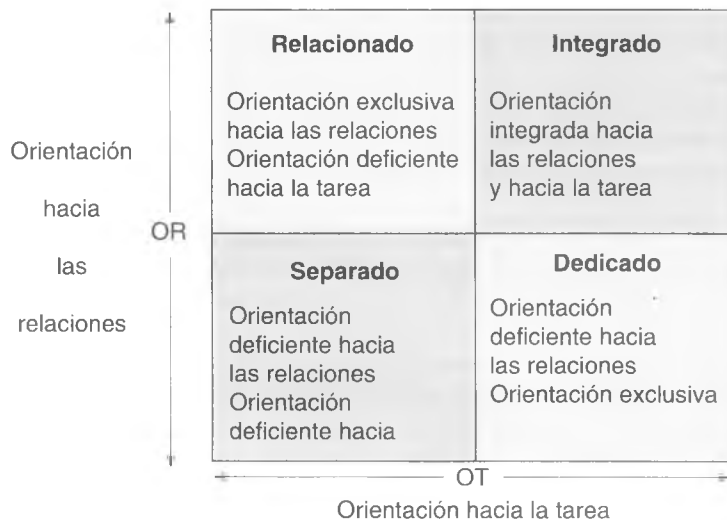 Relacionado
Orientación exclusiva
hacia las relaciones
Orientación deficiente
hacia la tarea
Integrado
Orientación
integrada hacia
las relaciones
y hacia la tarea
Orientación
hacia
las
relaciones
OR
Separado
Orientación
deficiente hacia
las relaciones
Orientación
deficiente hacia
Dedicado
Orientación
deficiente hacia
las relaciones
Orientación exclusiva
OT
Orientación hacia la tarea